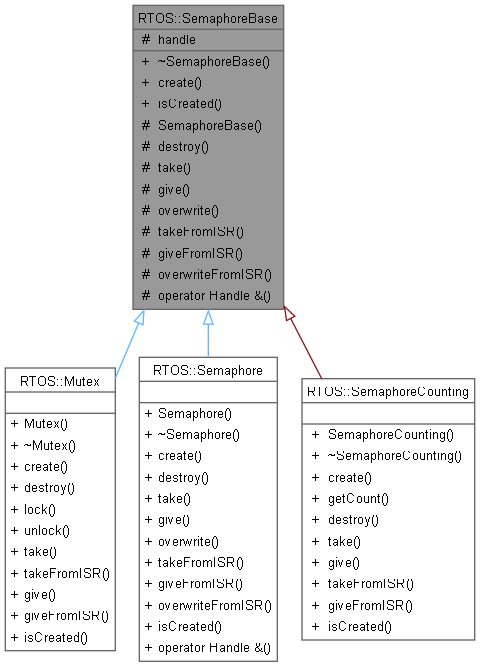 RTOS::SemaphoreBase
# handle
+ ~SemaphoreBase()
+ create()
+ isCreated()
# SemaphoreBase()
# destroy()
# take()
# give()
# overwrite()
# takeFromISR()
# giveFromISR()
# overwriteFromISR()
# operator Handle &()
RTOS::Mutex
+ Mutex()
+ ~Mutex()
+ create()
+ destroy()
+ lock()
+ unlock()
+ take()
+ takeFromISR()
+ give()
+ giveFromISR()
+ isCreated()
RTOS::Semaphore
+ Semaphore()
+ ~Semaphore()
+ create()
+ destroy()
+ take()
+ give()
+ overwrite()
+ takeFromISR()
+ giveFromISR()
+ overwriteFromISR()
+ isCreated()
+ operator Handle &()
RTOS::SemaphoreCounting
+ SemaphoreCounting()
+ ~SemaphoreCounting()
+ create()
+ getCount()
+ destroy()
+ take()
+ give()
+ takeFromISR()
+ giveFromISR()
+ isCreated()